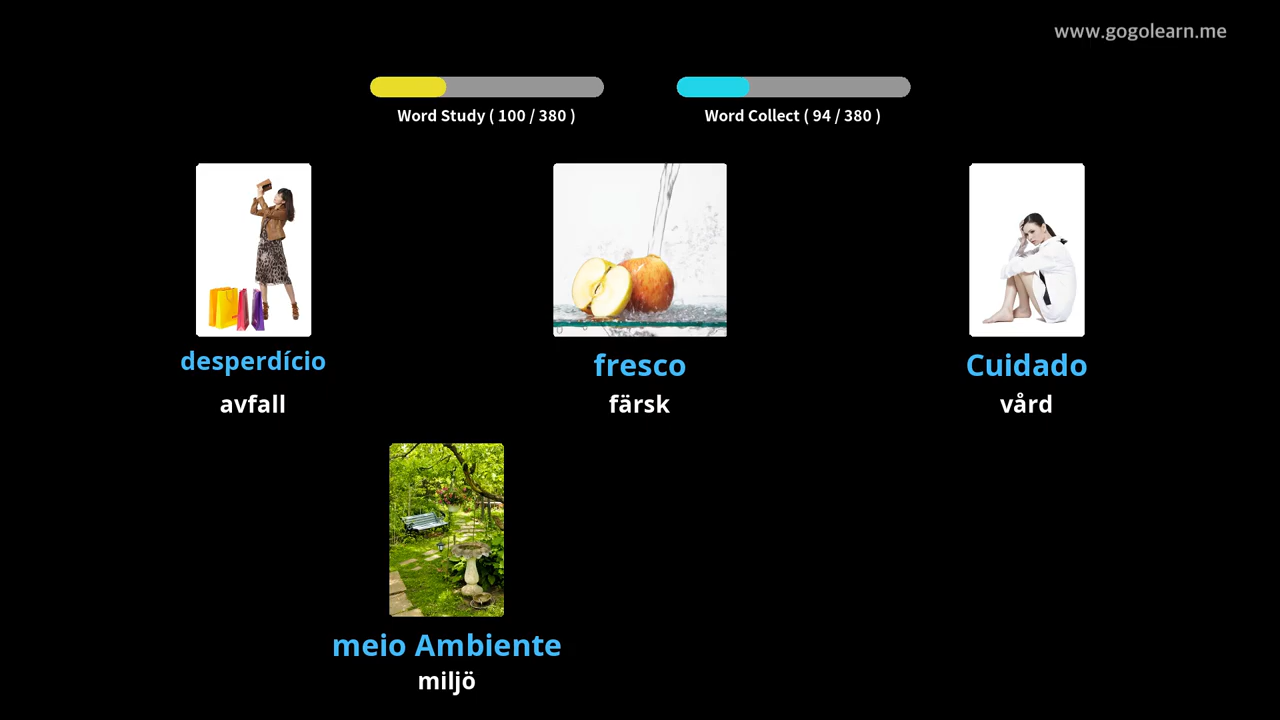 www.gogolearn.me
Word Study ( 100 / 380 )
Word Collect ( 94 / 380 )
desperdício
fresco
Cuidado
avfall
färsk
vård
meio Ambiente
miljö